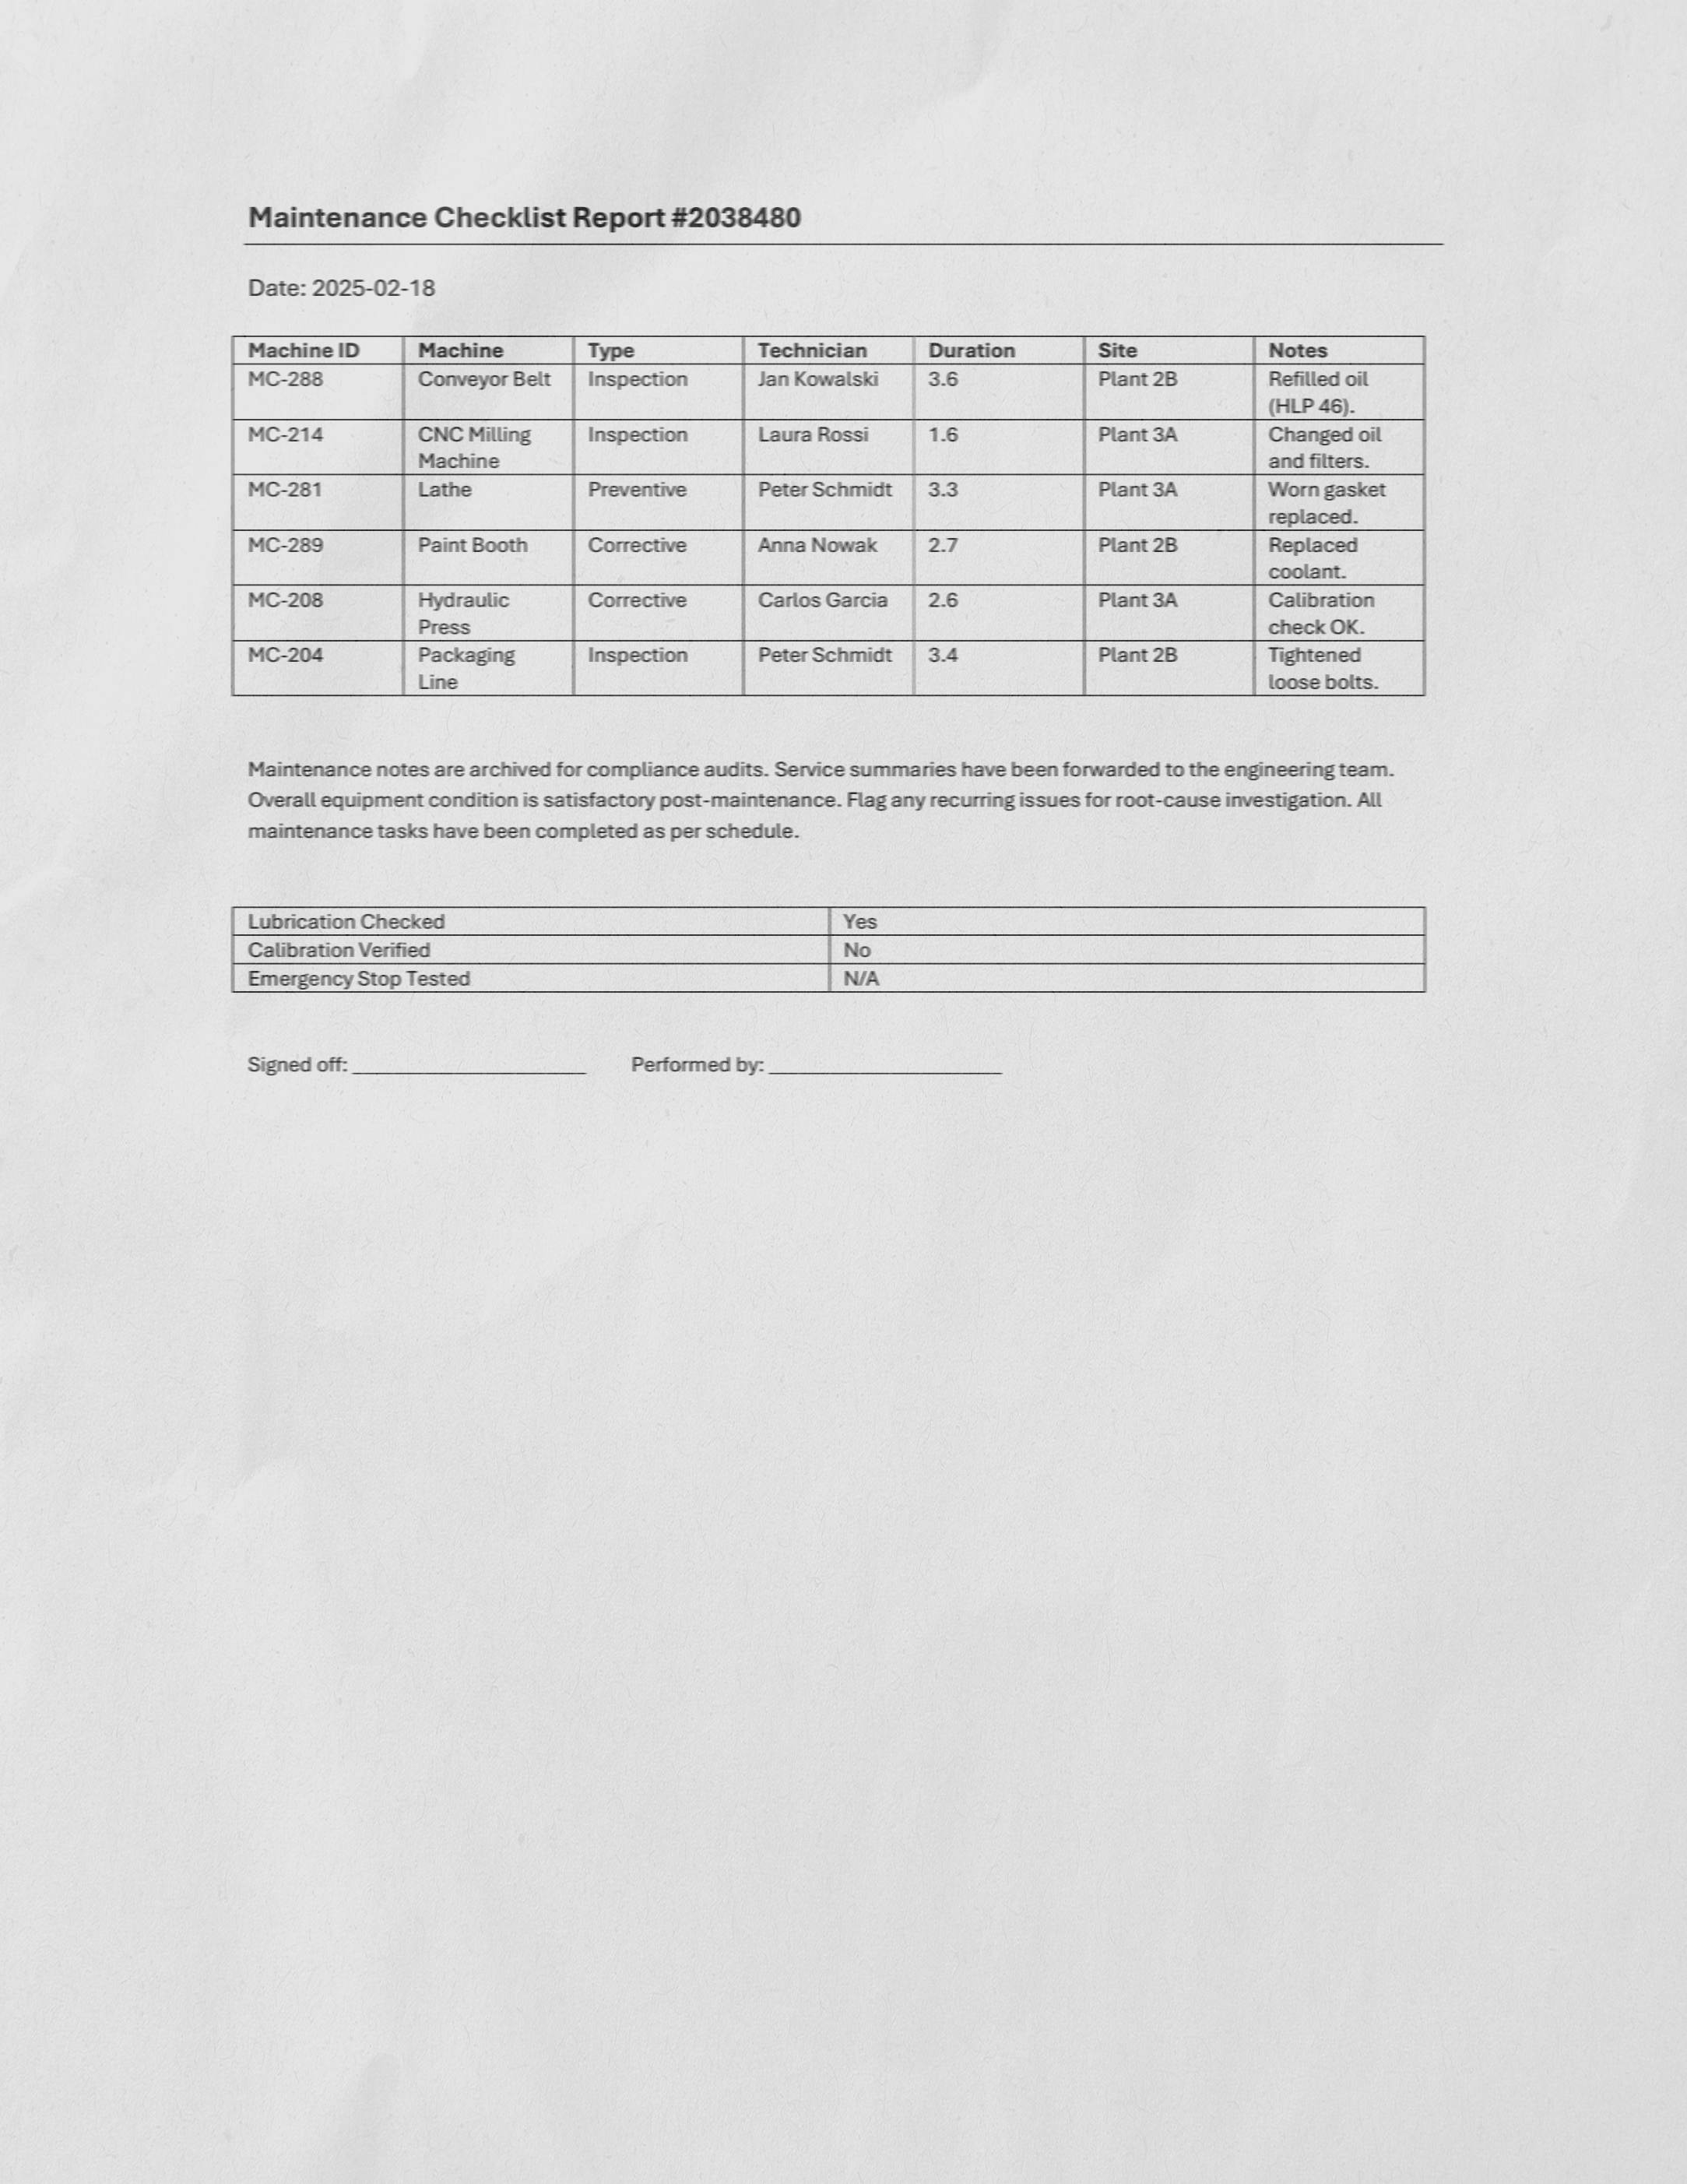 Maintenance Checklist Report #2038480
Date: 2025-02-18
Machine ID Machine Type Technician Duration Site Notes
MC-288 Conveyor Belt Inspection Jan Kowalski 3.6 Plant 2B Refilled oil
(HLP 46).
MC-214 CNC Milling Inspection Laura Rossi 1.6 Plant 3A Changed oil
Machine and filters.
MC-281 Lathe Preventive Peter Schmidt 3.3 Plant 3A Worn gasket
replaced.
MC-289 Paint Booth Corrective Anna Nowak 2.7 Plant 2B Replaced
coolant.
MC-208 Hydraulic Corrective Carlos Garcia 2.6 Plant 3A Calibration
Press check OK.
MC-204 Packaging Inspection Peter Schmidt 3.4 Plant 2B Tightened
Line loose bolts.
Maintenance notes are archived for compliance audits. Service summaries have been forwarded to the engineering team.
Overall equipment condition is satisfactory post-maintenance. Flag any recurring issues for root-cause investigation. All
maintenance tasks have been completed as per schedule.
Lubrication Checked Yes
Calibration Verified No
Emergency Stop Tested N/A
Signed off: ____________________ Performed by: ____________________